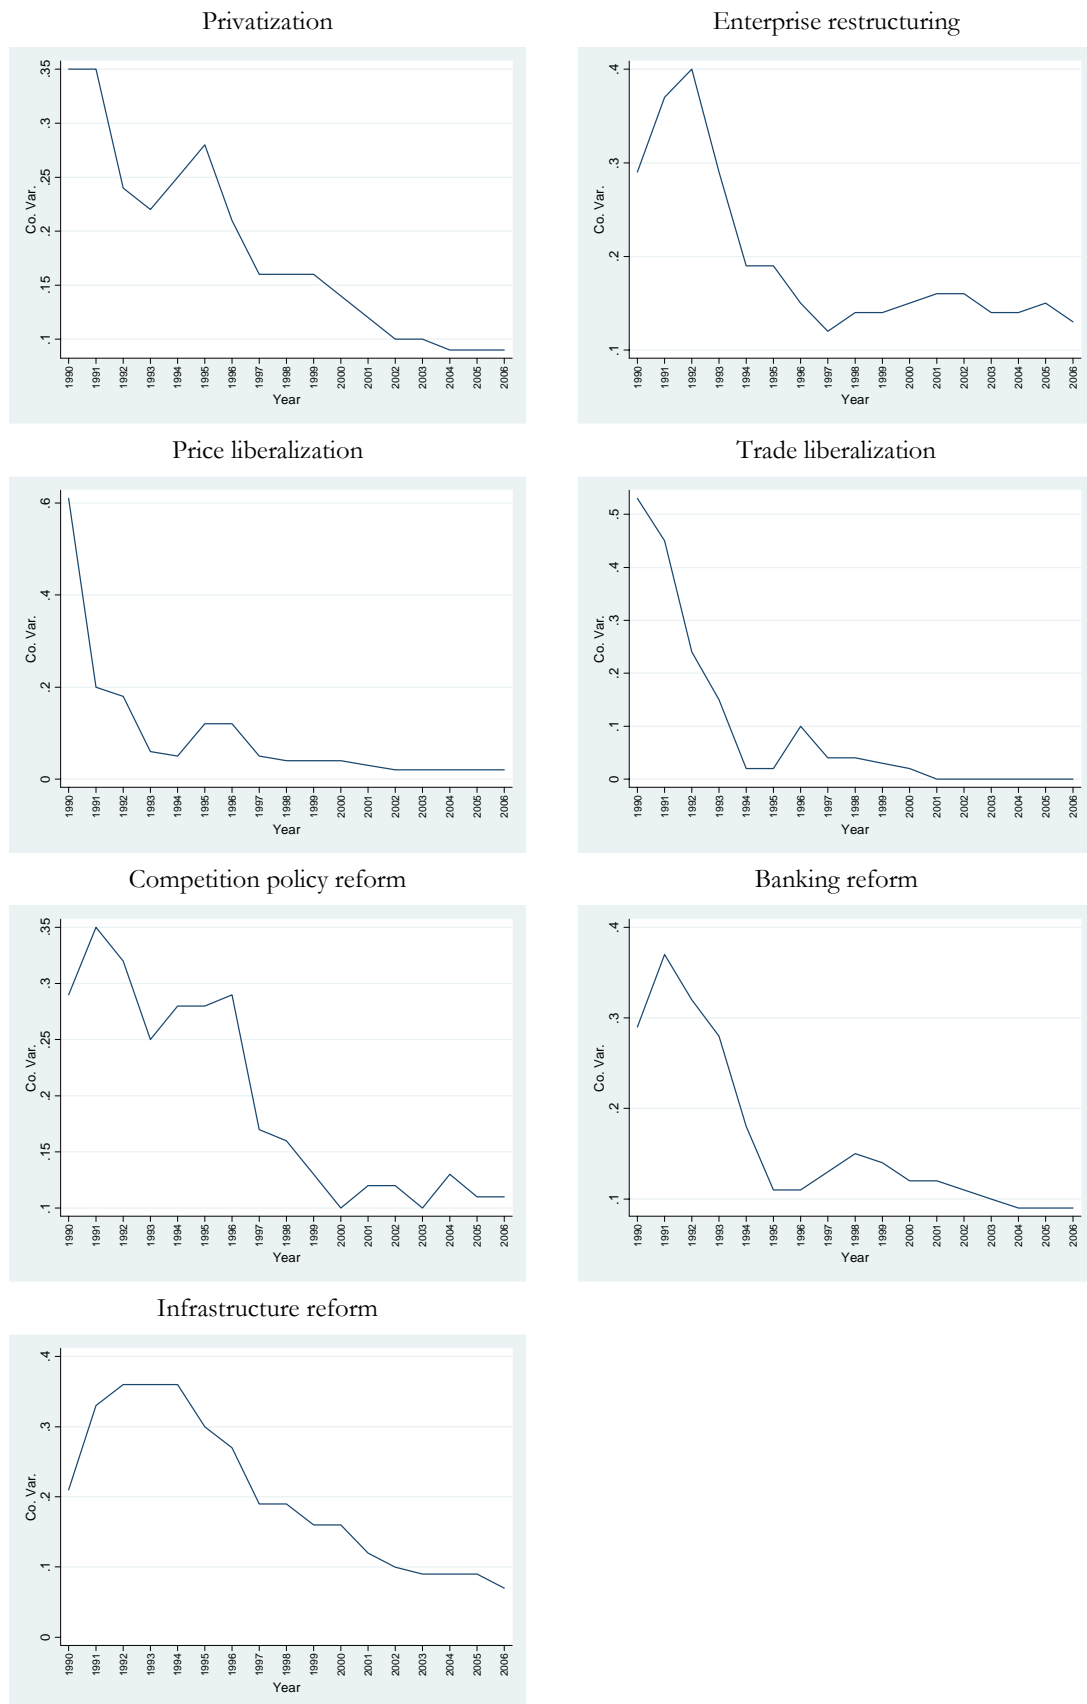 Privatization
Co. Var.
.35
.3
.25
.2
.15
.1
1990 1991 1992 1993 1994 1995 1996 1997 1998 1999 2000 2001 2002 2003 2004 2005 2006
Year
Enterprise restructuring
Co. Var.
.4
.3
.2
.1
1990 1991 1992 1993 1994 1995 1996 1997 1998 1999 2000 2001 2002 2003 2004 2005 2006
Year
Price liberalization
Co. Var.
.6
.4
.2
0
1990 1991 1992 1993 1994 1995 1996 1997 1998 1999 2000 2001 2002 2003 2004 2005 2006
Year
Trade liberalization
Co. Var.
.5
.4
.3
.2
.1
0
1990 1991 1992 1993 1994 1995 1996 1997 1998 1999 2000 2001 2002 2003 2004 2005 2006
Year
Competition policy reform
Co. Var.
.35
.3
.25
.2
.15
.1
1990 1991 1992 1993 1994 1995 1996 1997 1998 1999 2000 2001 2002 2003 2004 2005 2006
Year
Banking reform
Co. Var.
.4
.3
.2
.1
1990 1991 1992 1993 1994 1995 1996 1997 1998 1999 2000 2001 2002 2003 2004 2005 2006
Year
Infrastructure reform
Co. Var.
.4
.3
.2
.1
0
1990 1991 1992 1993 1994 1995 1996 1997 1998 1999 2000 2001 2002 2003 2004 2005 2006
Year